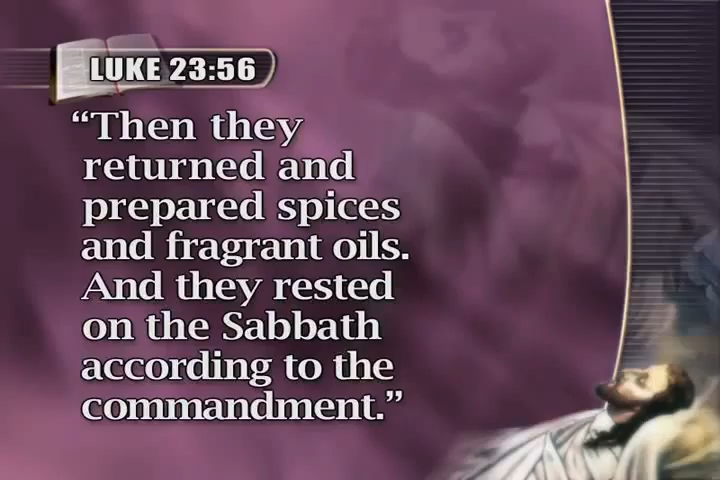 LUKE 23:56
“Then they
returned and
prepared spices
and fragrant oils.
And they rested
on the Sabbath
according to the
commandment.”